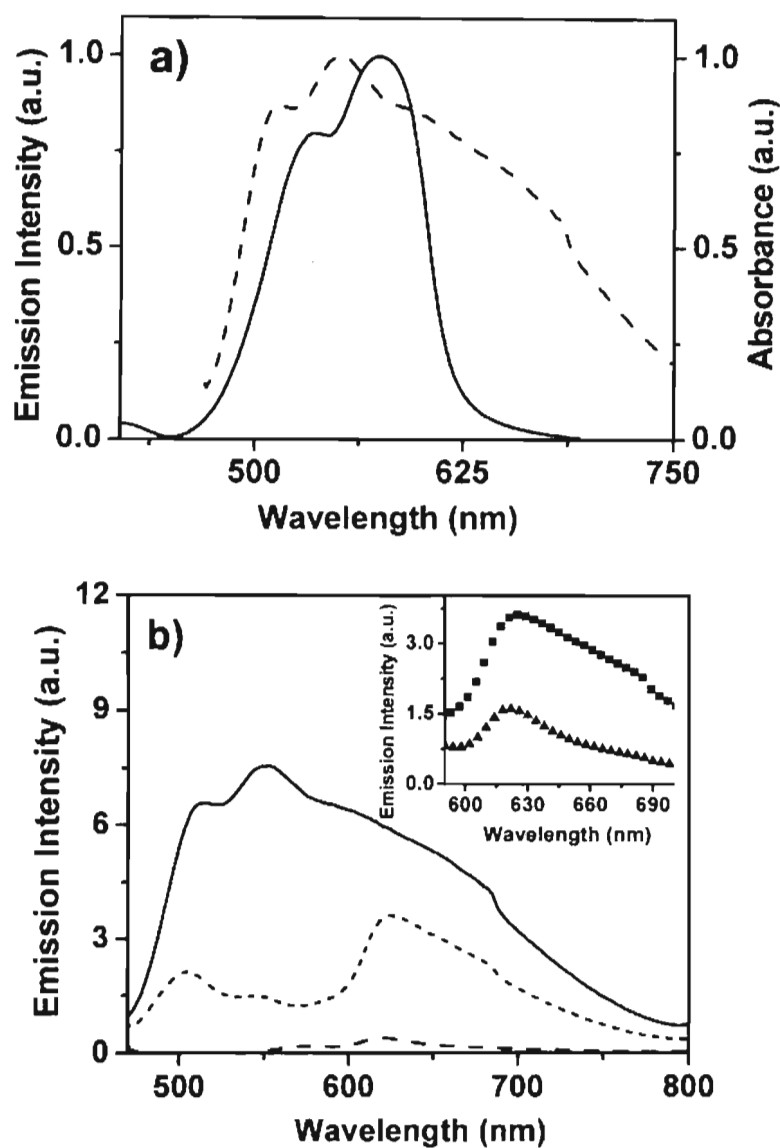 a)
Emission Intensity (a.u.)
1.0
0.5
0.0
Absorbance (a.u.)
1.0
0.5
0.0
500 625 750
Wavelength (nm)
b)
Emission Intensity (a.u.)
12
9
6
3
0
500 600 700 800
Wavelength (nm)
Emission Intensity (a.u.)
3.0
1.5
0.0
600 630 660 690
Wavelength (nm)